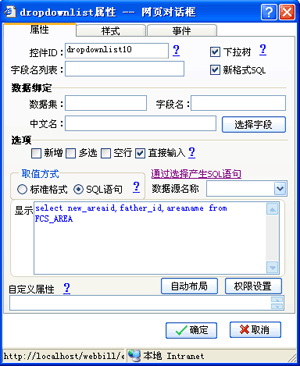 dropdownlist属性 -- 网页对话框
属性 样式 事件
控件ID： dropdownlist10 ? 下拉树
字段名列表： 新格式SQL
数据绑定
数据集： 字段名：
中文名： 选择字段
选项
新增 多选 空行 直接输入 ?
取值方式 通过选择产生SQL语句
标准格式 SQL语句 ? 数据源名称
显示 select new_areaid,father_id,areaname from
FCS_AREA
自动布局 权限设置
自定义属性 ?
确定 取消
http://localhost/webbill/e 本地 Intranet